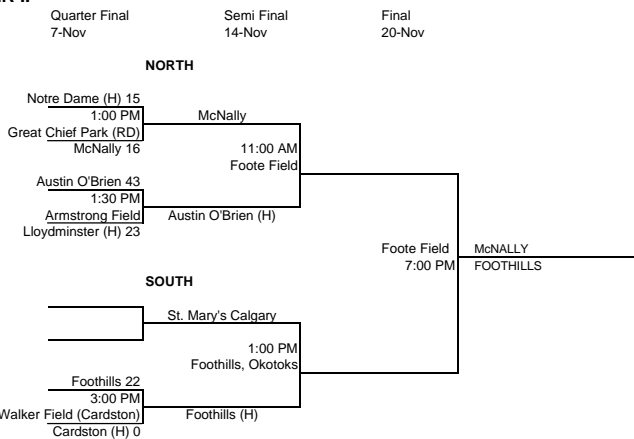 Quarter Final Semi Final Final
7-Nov 14-Nov 20-Nov
NORTH
Notre Dame (H) 15
1:00 PM McNally
Great Chief Park (RD)
McNally 16 11:00 AM
Foote Field
Austin O'Brien 43
1:30 PM
Armstrong Field Austin O'Brien (H)
Lloydminster (H) 23
Foote Field McNALLY
7:00 PM FOOTHILLS
SOUTH
St. Mary's Calgary
1:00 PM
Foothills, Okotoks
Foothills 22
3:00 PM
Walker Field (Cardston) Foothills (H)
Cardston (H) 0